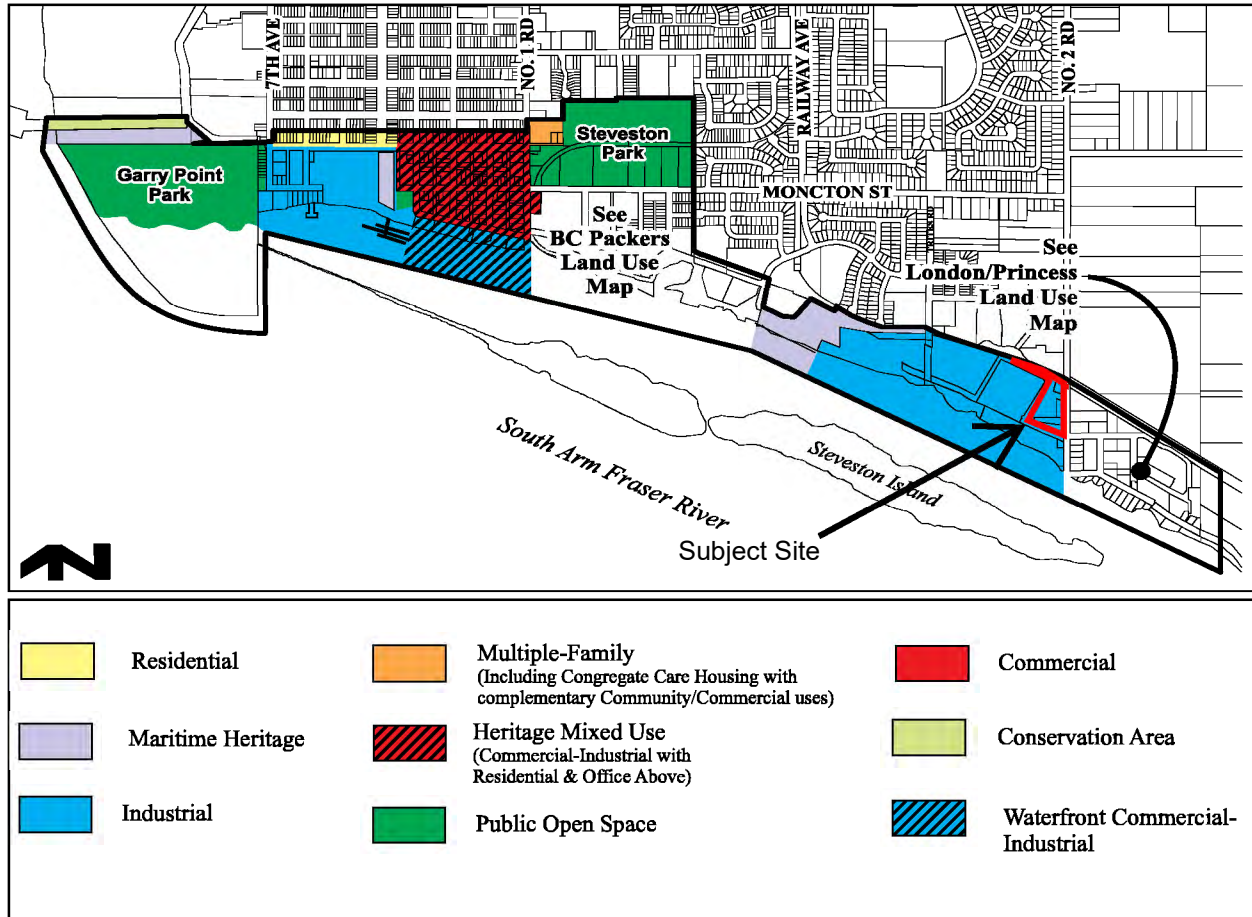 7TH AVE
NO. 1 RD
RAILWAY AVE
NO. 2 RD
Steveston
Park
Garry Point
Park
MONCTON ST
See
BC Packers
Land Use
Map
See
London/Princess
Land Use
Map
South Arm Fraser River
Steveston Island
Subject Site
N
Residential
Maritime Heritage
Industrial
Multiple-Family
(Including Congregate Care Housing with
complementary Community/Commercial uses)
Heritage Mixed Use
(Commercial-Industrial with
Residential & Office Above)
Public Open Space
Commercial
Conservation Area
Waterfront Commercial-
Industrial